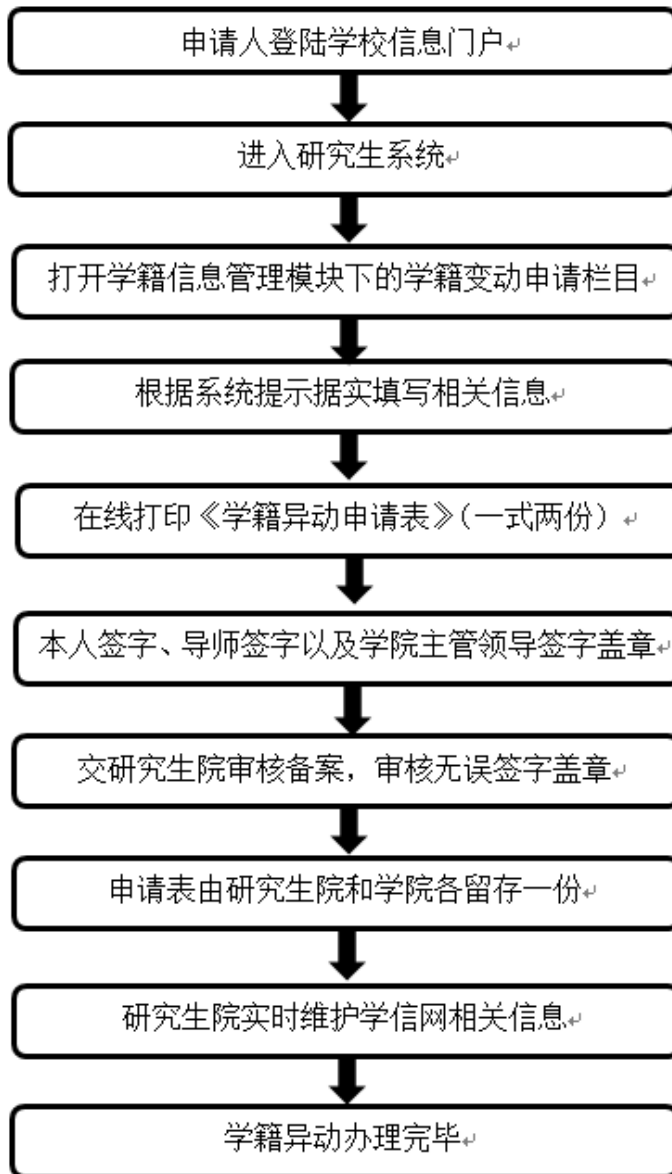 申请人登陆学校信息门户
进入研究生系统
打开学籍信息管理模块下的学籍变动申请栏目
根据系统提示据实填写相关信息
在线打印《学籍异动申请表》（一式两份）
本人签字、导师签字以及学院主管领导签字盖章
交研究生院审核备案，审核无误签字盖章
申请表由研究生院和学院各留存一份
研究生院实时维护学信网相关信息
学籍异动办理完毕